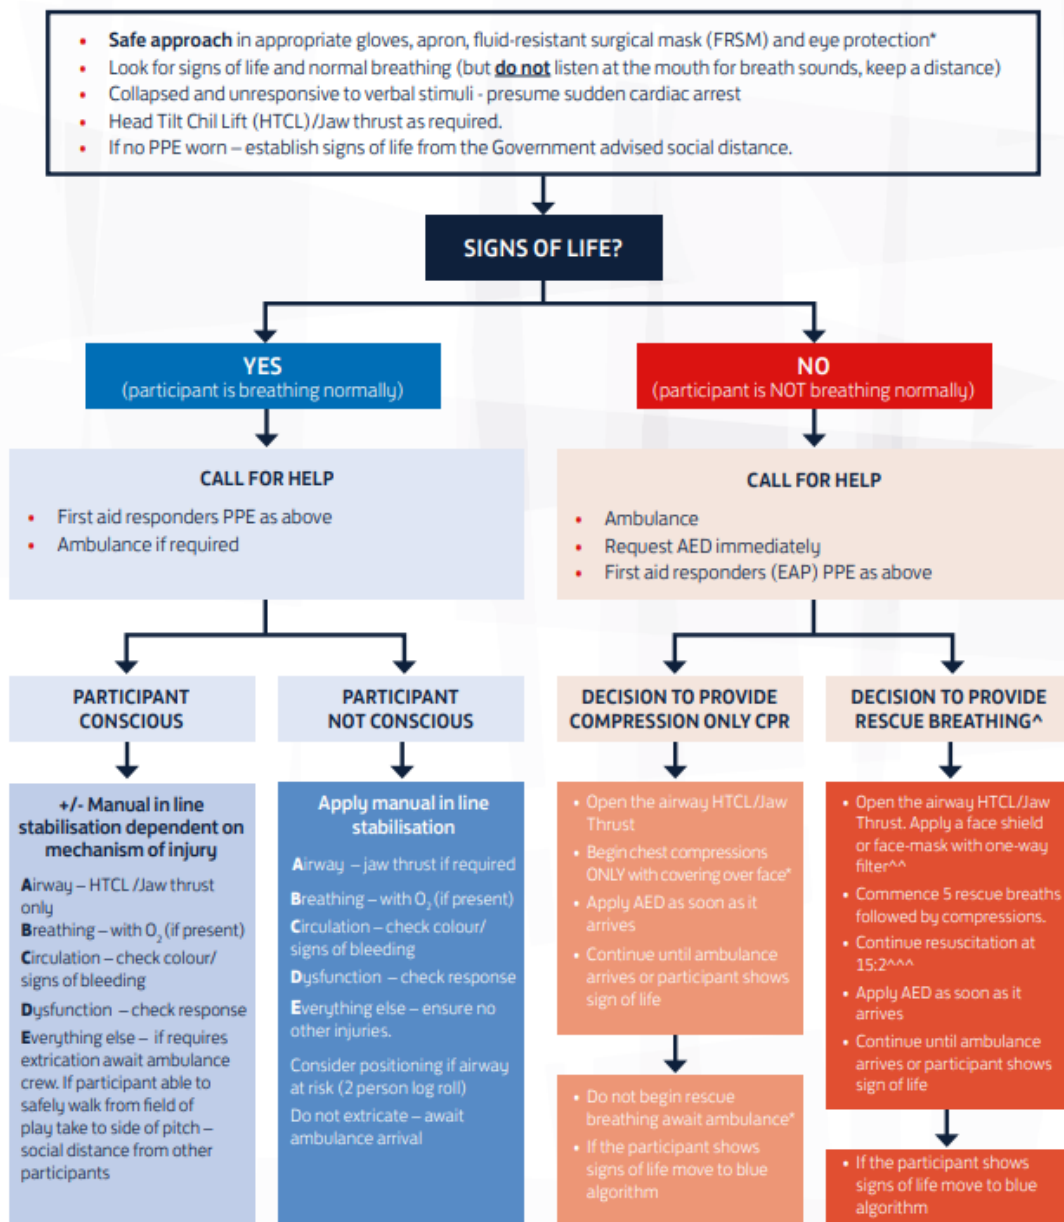 Safe approach in appropriate gloves, apron, fluid-resistant surgical mask (FRSM) and eye protection*
Look for signs of life and normal breathing (but do not listen at the mouth for breath sounds, keep a distance)
Collapsed and unresponsive to verbal stimuli - presume sudden cardiac arrest
Head Tilt Chil Lift (HTCL)/Jaw thrust as required.
If no PPE worn – establish signs of life from the Government advised social distance.
SIGNS OF LIFE?
YES
(participant is breathing normally)
NO
(participant is NOT breathing normally)
CALL FOR HELP
First aid responders PPE as above
Ambulance if required
CALL FOR HELP
Ambulance
Request AED immediately
First aid responders (EAP) PPE as above
PARTICIPANT
CONSCIOUS
PARTICIPANT
NOT CONSCIOUS
DECISION TO PROVIDE
COMPRESSION ONLY CPR
DECISION TO PROVIDE
RESCUE BREATHING^
+/- Manual in line
stabilisation dependent on
mechanism of injury
Airway – HTCL /Jaw thrust
only
Breathing – with O₂ (if present)
Circulation – check colour/
signs of bleeding
Dysfunction – check response
Everything else – if requires
extrication await ambulance
crew. If participant able to
safely walk from field of
play take to side of pitch –
social distance from other
participants
Apply manual in line
stabilisation
Airway – jaw thrust if required
Breathing – with O₂ (if present)
Circulation – check colour/
signs of bleeding
Dysfunction – check response
Everything else – ensure no
other injuries.
Consider positioning if airway
at risk (2 person log roll)
Do not extricate – await
ambulance arrival
Open the airway HTCL/Jaw
Thrust
Begin chest compressions
ONLY with covering over face*
Apply AED as soon as it
arrives
Continue until ambulance
arrives or participant shows
sign of life
Do not begin rescue
breathing await ambulance*
If the participant shows
signs of life move to blue
algorithm
Open the airway HTCL/Jaw
Thrust. Apply a face shield
or face-mask with one-way
filter^^
Commence 5 rescue breaths
followed by compressions.
Continue resuscitation at
15:2^^^
Apply AED as soon as it
arrives
Continue until ambulance
arrives or participant shows
sign of life
If the participant shows
signs of life move to blue
algorithm